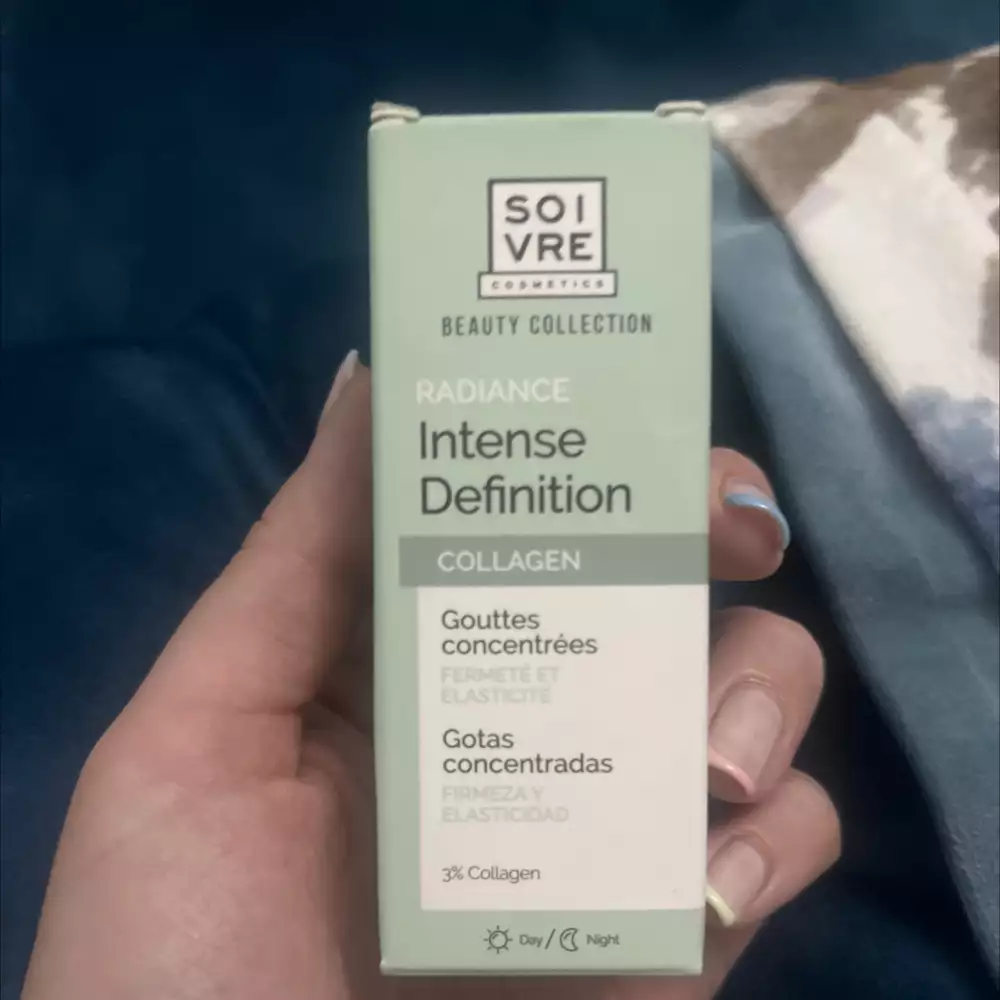 SOI
VRE
COSMETICS
BEAUTY COLLECTION
RADIANCE
Intense
Definition
COLLAGEN
Gouttes
concentrées
FERMETÉ ET
ELASTICITE
Gotas
concentradas
FIRMEZA Y
ELASTICIDAD
3% Collagen
Day / Night